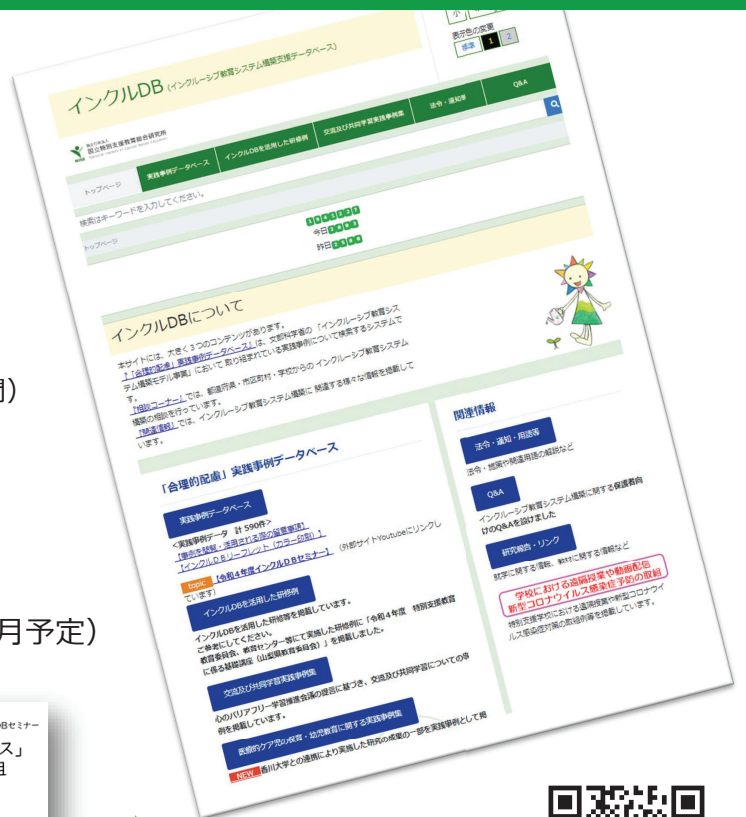 小
表示色の変更
標準 1 2
インクルDB (インクルーシブ教育システム構築支援データベース)
独立行政法人
国立特別支援教育総合研究所
トップページ 実践事例データベース インクルDBを活用した研修例 交流及び共同学習実践事例集 法令・通知等 Q&A
検索はキーワードを入力してください。
トップページ
今日
昨日
インクルDBについて
本サイトには、大きく3つのコンテンツがあります。
『「合理的配慮」実践事例データベース』は、文部科学省の「インクルーシブ教育シス
テム構築モデル事業」において 取り組まれている実践事例について検索するシステムで
す。
『相談コーナー』では、都道府県・市区町村・学校からの インクルーシブ教育システム
構築の相談を行っています。
『関連情報』では、インクルーシブ教育システム構築に 関連する様々な情報を掲載して
います。
「合理的配慮」実践事例データベース
実践事例データベース
<実践事例データ 計 590件>
【事例を閲覧・活用される際の留意事項】
【インクルDBリーフレット（カラー印刷）】
topic 【令和4年度インクルDBセミナー】 (外部サイトYoutubeにリンクし
ています)
インクルDBを活用した研修例
インクルDBを活用した研修等を掲載しています。
ご参考にしてください。
教育委員会、教育センター等にて実施した研修例に「令和4年度 特別支援教育
に係る基礎講座（山梨県教育委員会）」を掲載しました。
交流及び共同学習実践事例集
心のバリアフリー学習推進会議の提言に基づき、交流及び共同学習についての事
例を掲載しています。
医療的ケア児の保育・幼児教育に関する実践事例集
NEW 香川大学との連携により実施した研究の成果の一部を実践事例として掲
関連情報
法令・通知・用語等
法令・施策や関連用語の解説など
Q&A
インクルーシブ教育システム構築に関する保護者向
けのQ&Aを設けました
研究報告・リンク
就学に関する情報、教材に関する情報など
学校における遠隔授業や動画配信
新型コロナウイルス感染症予防の取組
特別支援学校における遠隔授業や新型コロナウイ
ルス感染症対策の取組例等を掲載しています。
)
月予定)
DBセミナー
ス」